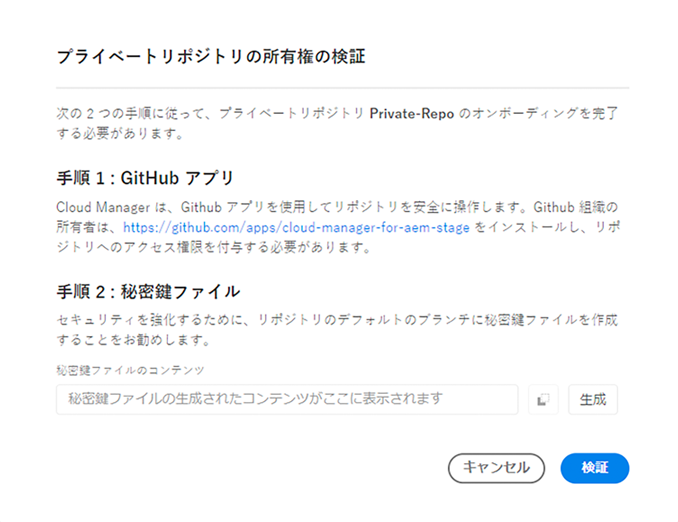 プライベートリポジトリの所有権の検証
次の 2 つの手順に従って、プライベートリポジトリ Private-Repo のオンボーディングを完了
する必要があります。
手順 1 : GitHub アプリ
Cloud Manager は、Github アプリを使用してリポジトリを安全に操作します。Github 組織の
所有者は、https://github.com/apps/cloud-manager-for-aem-stage をインストールし、リポ
ジトリへのアクセス権限を付与する必要があります。
手順 2 : 秘密鍵ファイル
セキュリティを強化するために、リポジトリのデフォルトのブランチに秘密鍵ファイルを作成
することをお勧めします。
秘密鍵ファイルのコンテンツ
秘密鍵ファイルの生成されたコンテンツがここに表示されます
生成
キャンセル
検証